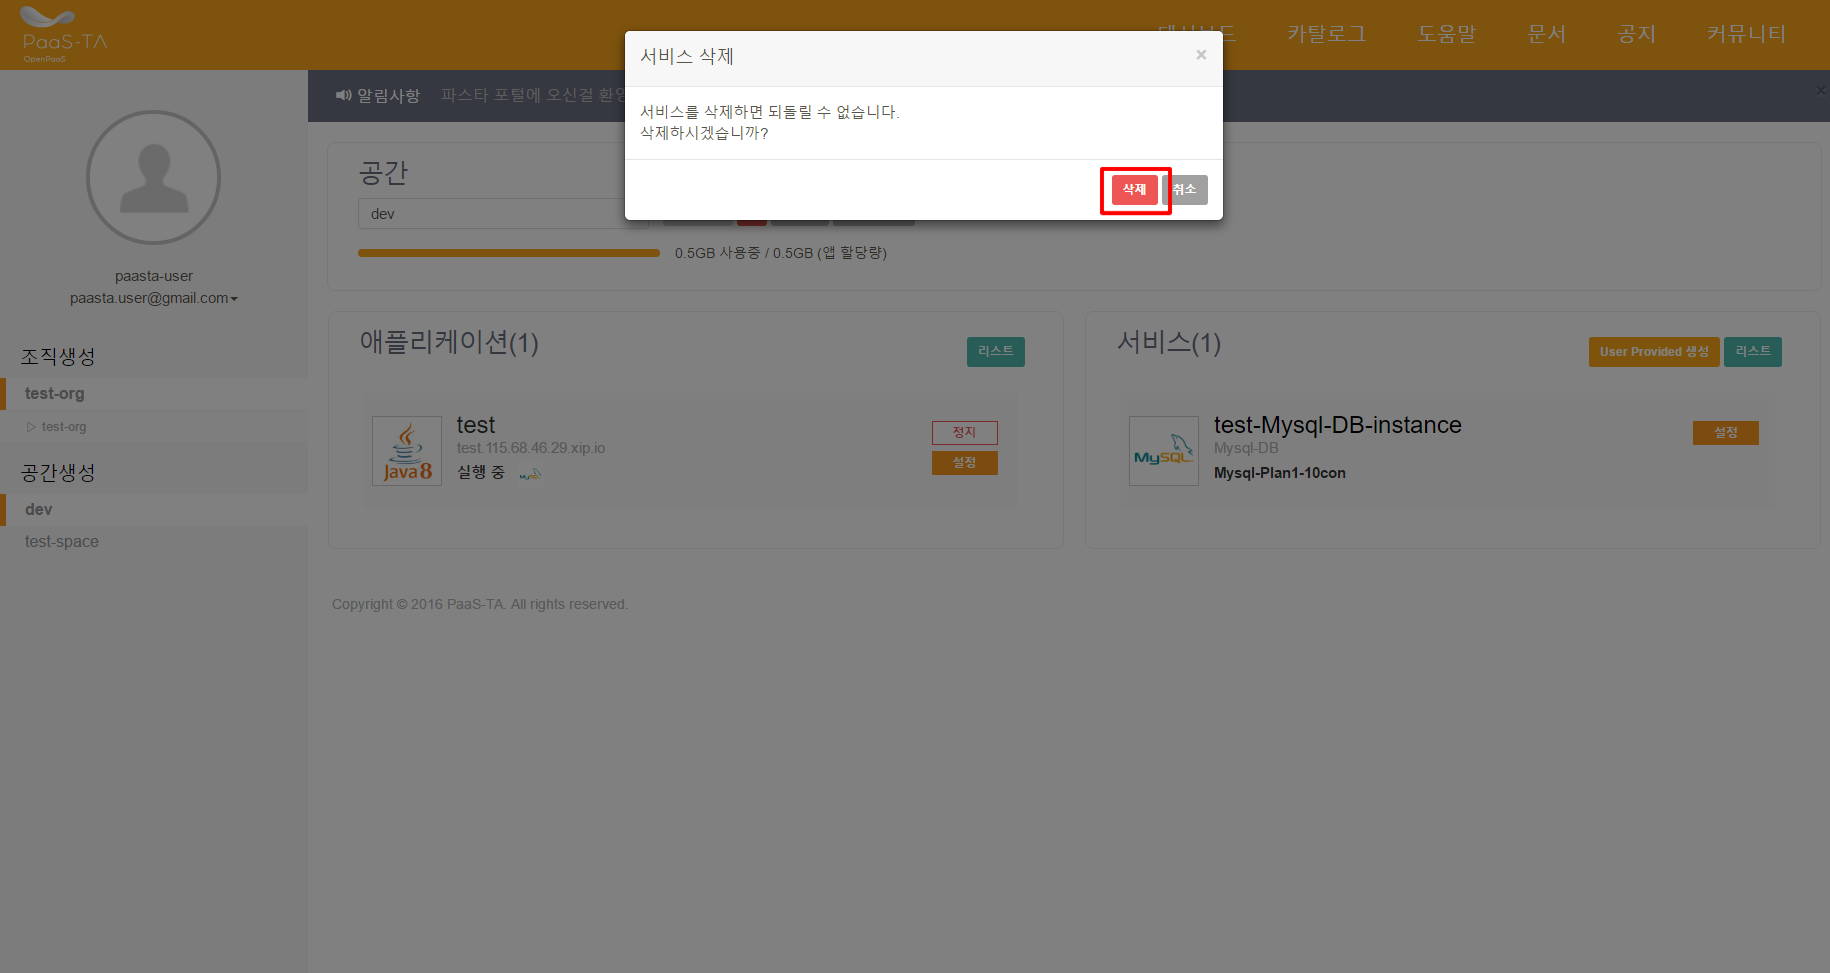 PaaS-TA
OpenPaaS
카탈로그
도움말
문서
공지
커뮤니티
서비스 삭제
×
서비스를 삭제하면 되돌릴 수 없습니다.
삭제하시겠습니까?
삭제
취소
알림사항
파스타 포털에 오신걸
×
paasta-user
paasta.user@gmail.com
조직생성
test-org
test-org
공간생성
dev
test-space
공간
dev
0.5GB 사용중 / 0.5GB (앱 할당량)
애플리케이션(1)
리스트
Java8
test
test.115.68.46.29.xip.io
실행 중
MySQL
정지
설정
서비스(1)
User Provided 생성
리스트
MySQL
test-Mysql-DB-instance
Mysql-DB
Mysql-Plan1-10con
설정
Copyright © 2016 PaaS-TA. All rights reserved.